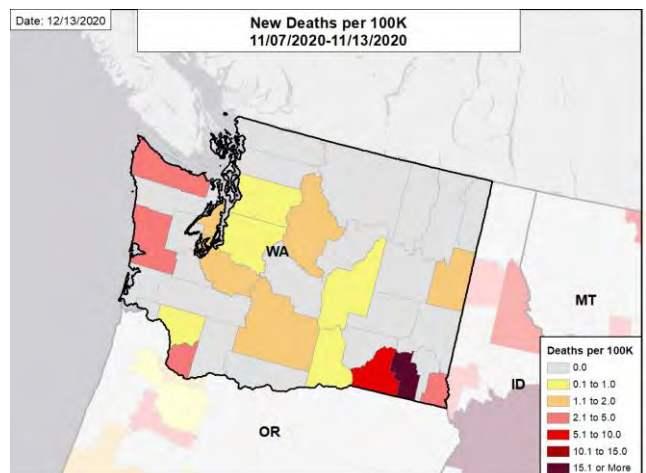 Date: 12/13/2020
New Deaths per 100K
11/07/2020-11/13/2020
WA
MT
ID
OR
Deaths per 100K
0.0
0.1 to 1.0
1.1 to 2.0
2.1 to 5.0
5.1 to 10.0
10.1 to 15.0
15.1 or More